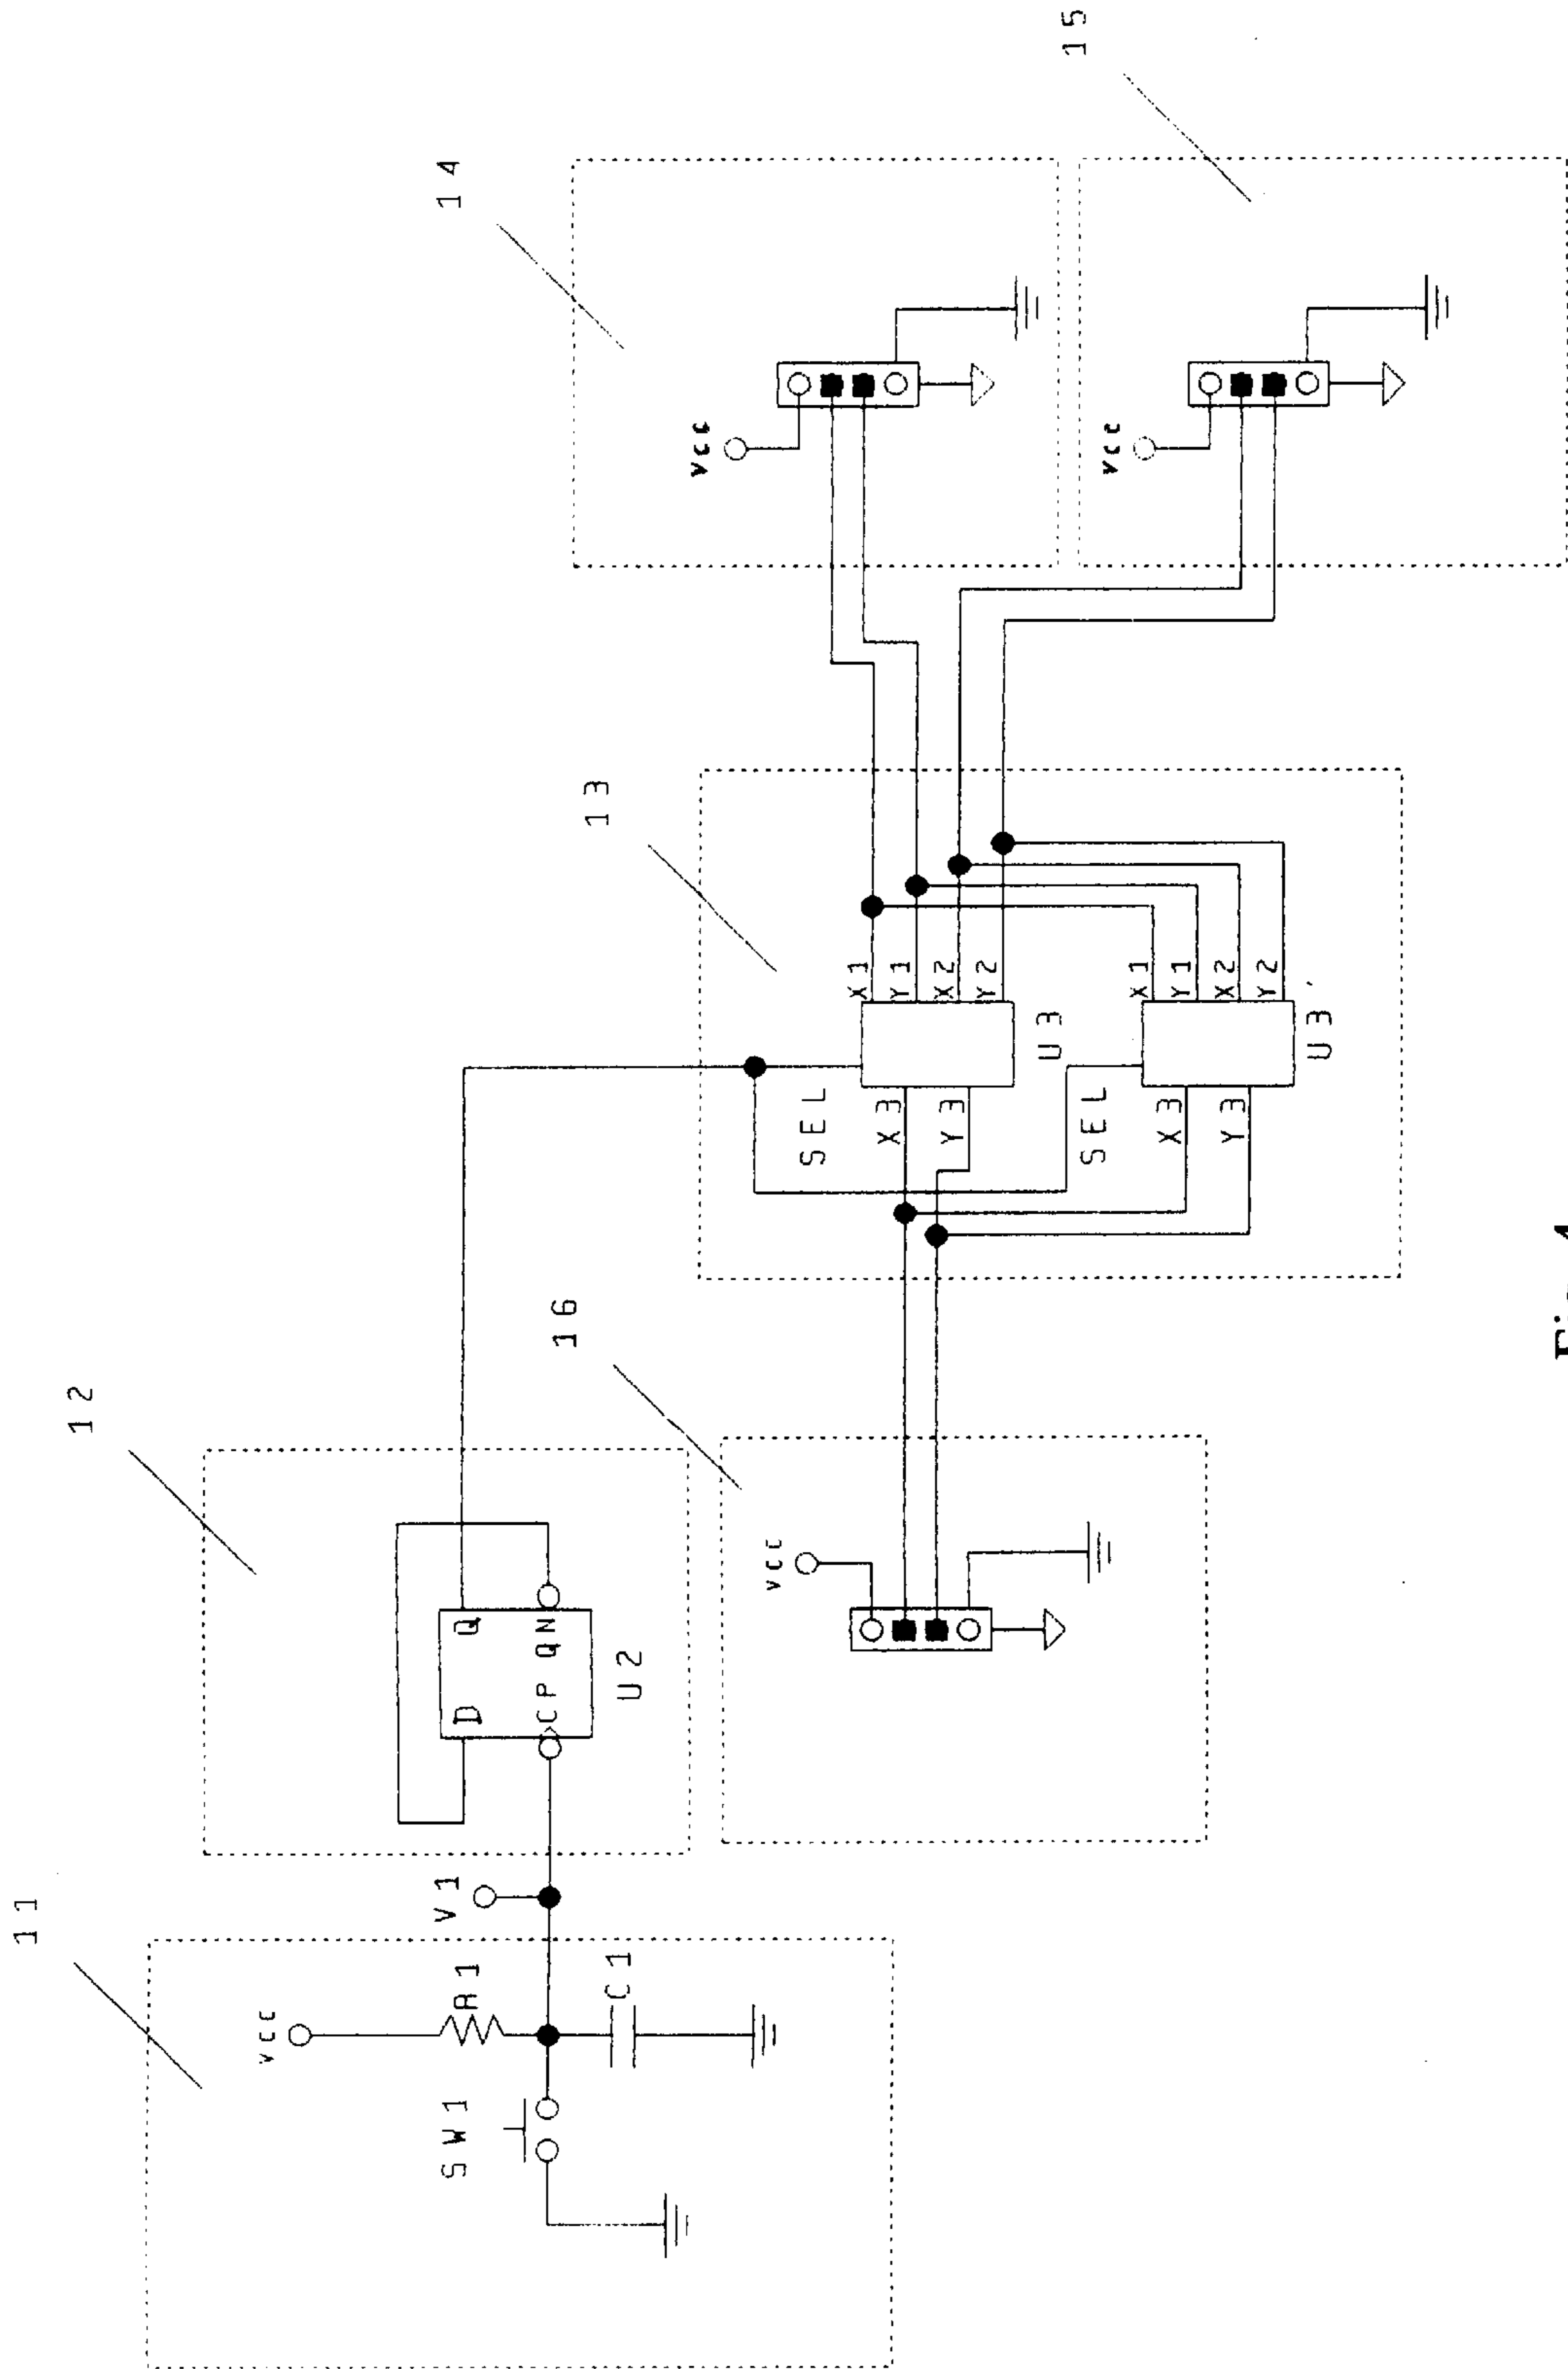 11
VCC
R1
SW1
C1
V1
12
D
Q
CP
QN
U2
16
VCC
13
SEL
X3
Y3
X1
Y1
X2
Y2
U3
SEL
X3
Y3
X1
Y1
X2
Y2
U3
14
VCC
15
VCC